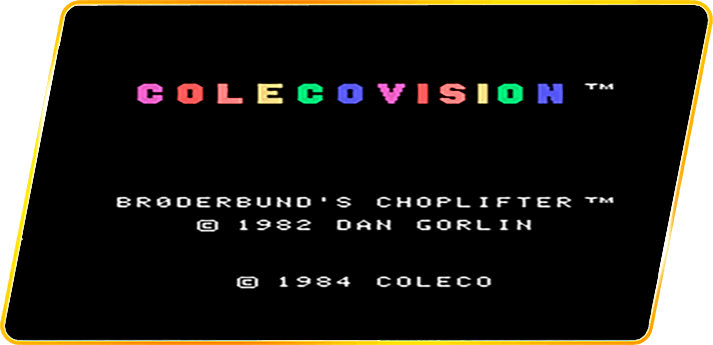 COLECOVISION™
BRØDERBUND'S CHOPLIFTER™
© 1982 DAN GORLIN
© 1984 COLECO